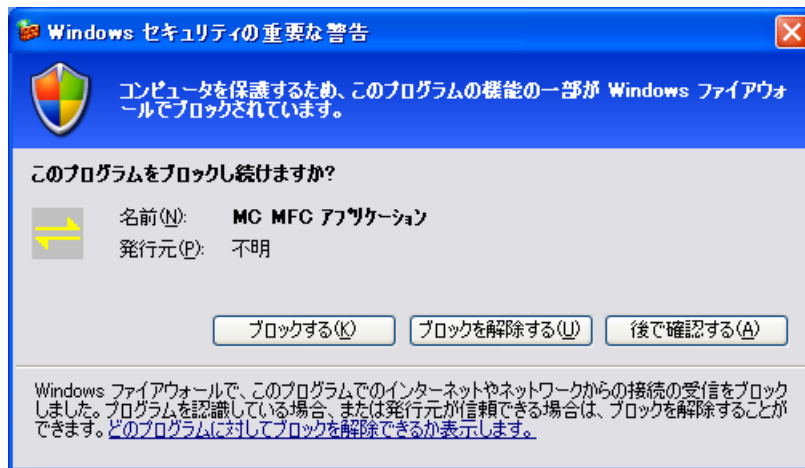 Windows セキュリティの重要な警告
コンピュータを保護するため、このプログラムの機能の一部が Windows ファイアウォ
ールでブロックされています。
このプログラムをブロックし続けますか?
名前(N): MC MFC アプリケーション
発行元(P): 不明
ブロックする(K) ブロックを解除する(U) 後で確認する(A)
Windows ファイアウォールで、このプログラムでのインターネットやネットワークからの接続の受信をブロック
しました。プログラムを認識している場合、または発行元が信頼できる場合は、ブロックを解除することが
できます。どのプログラムに対してブロックを解除できるか表示します。